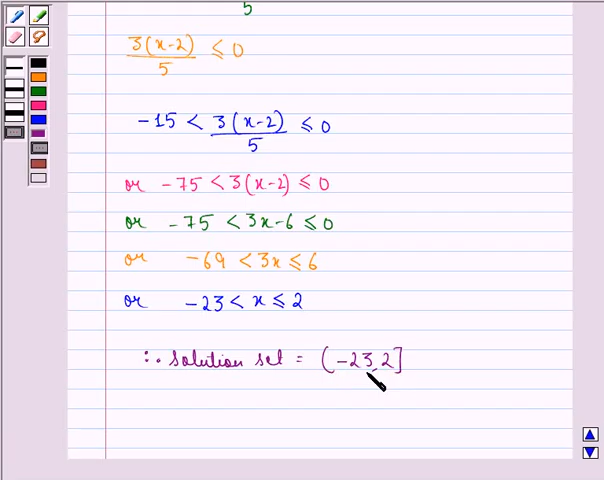 5
3(x-2)/5 ≤ 0
-15 < 3(x-2)/5 ≤ 0
or -75 < 3(x-2) ≤ 0
or -75 < 3x-6 ≤ 0
or -69 < 3x ≤ 6
or -23 < x ≤ 2
∴ Solution set = (-23, 2]